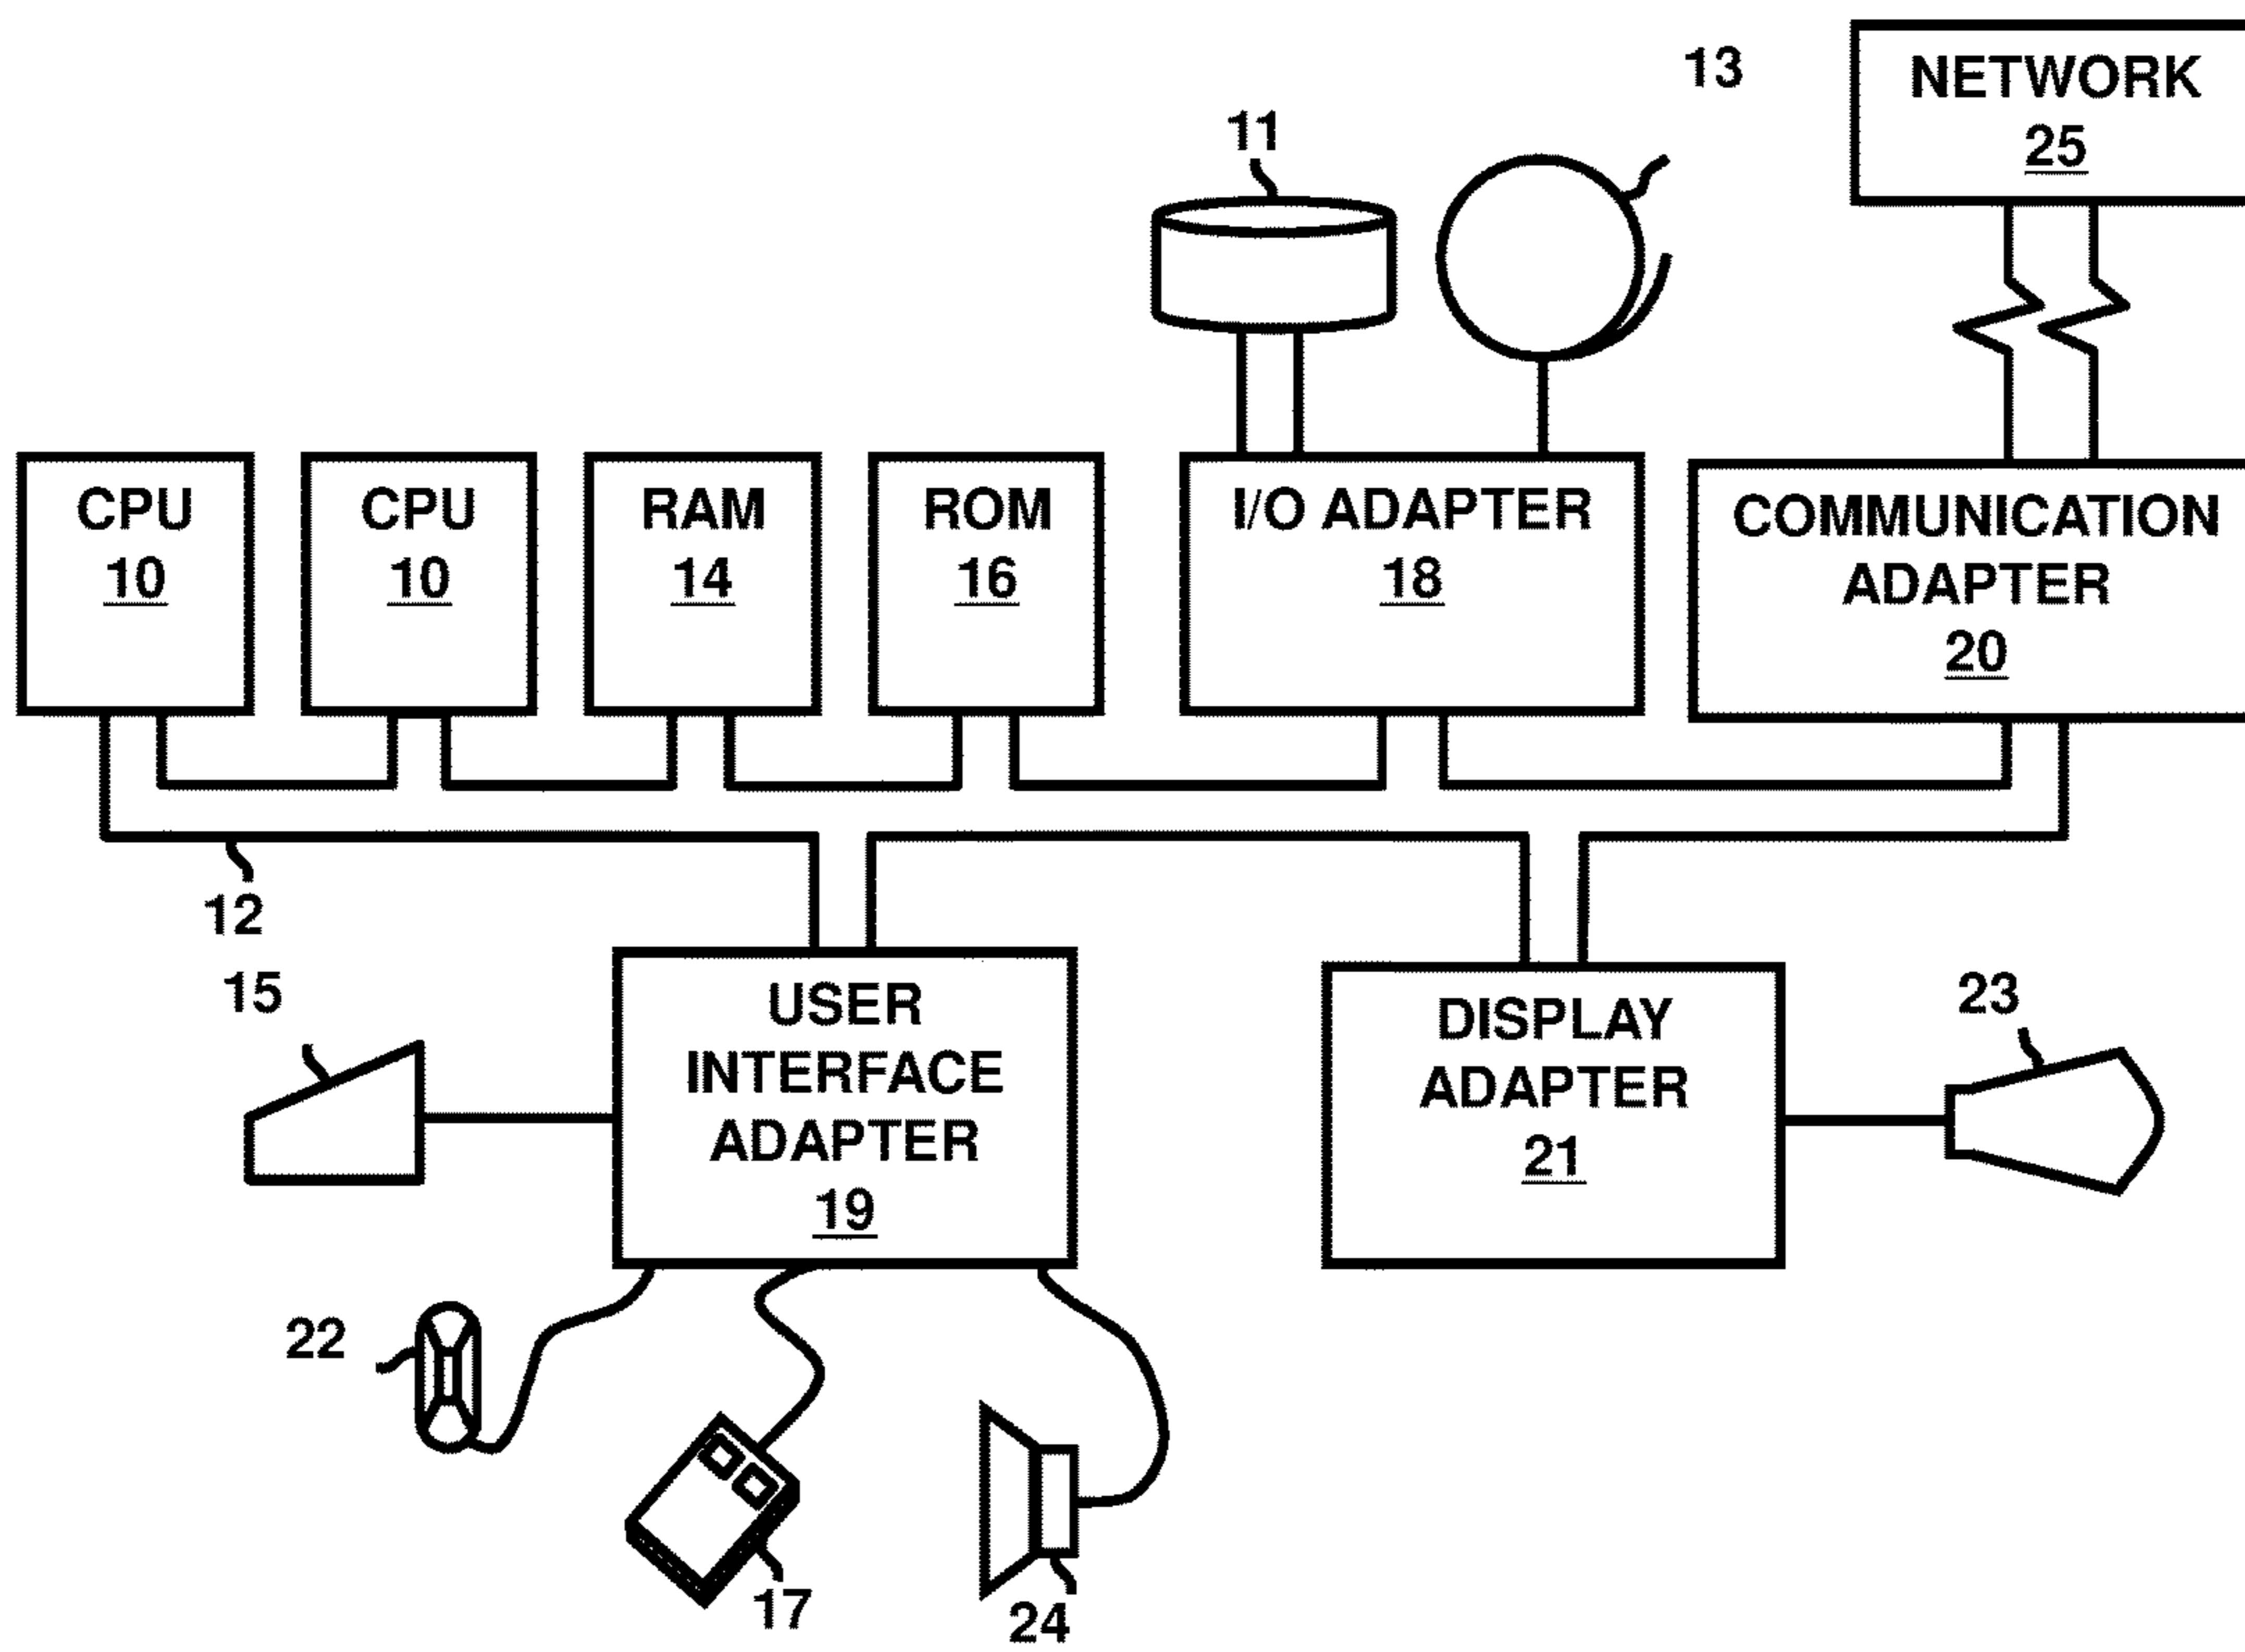 13
NETWORK
25
11
CPU
10
CPU
10
RAM
14
ROM
16
I/O ADAPTER
18
COMMUNICATION
ADAPTER
20
12
15
USER
INTERFACE
ADAPTER
19
DISPLAY
ADAPTER
21
23
22
17
24